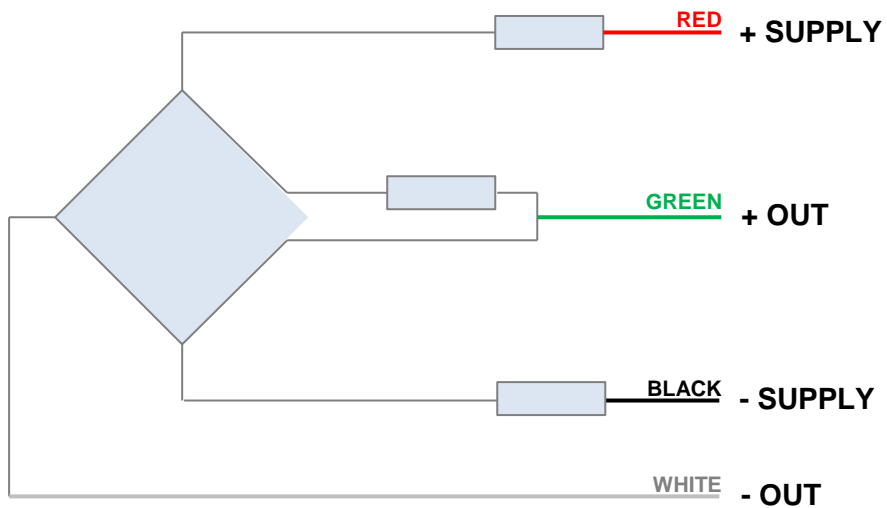 RED
+ SUPPLY
GREEN
+ OUT
BLACK
- SUPPLY
WHITE
- OUT